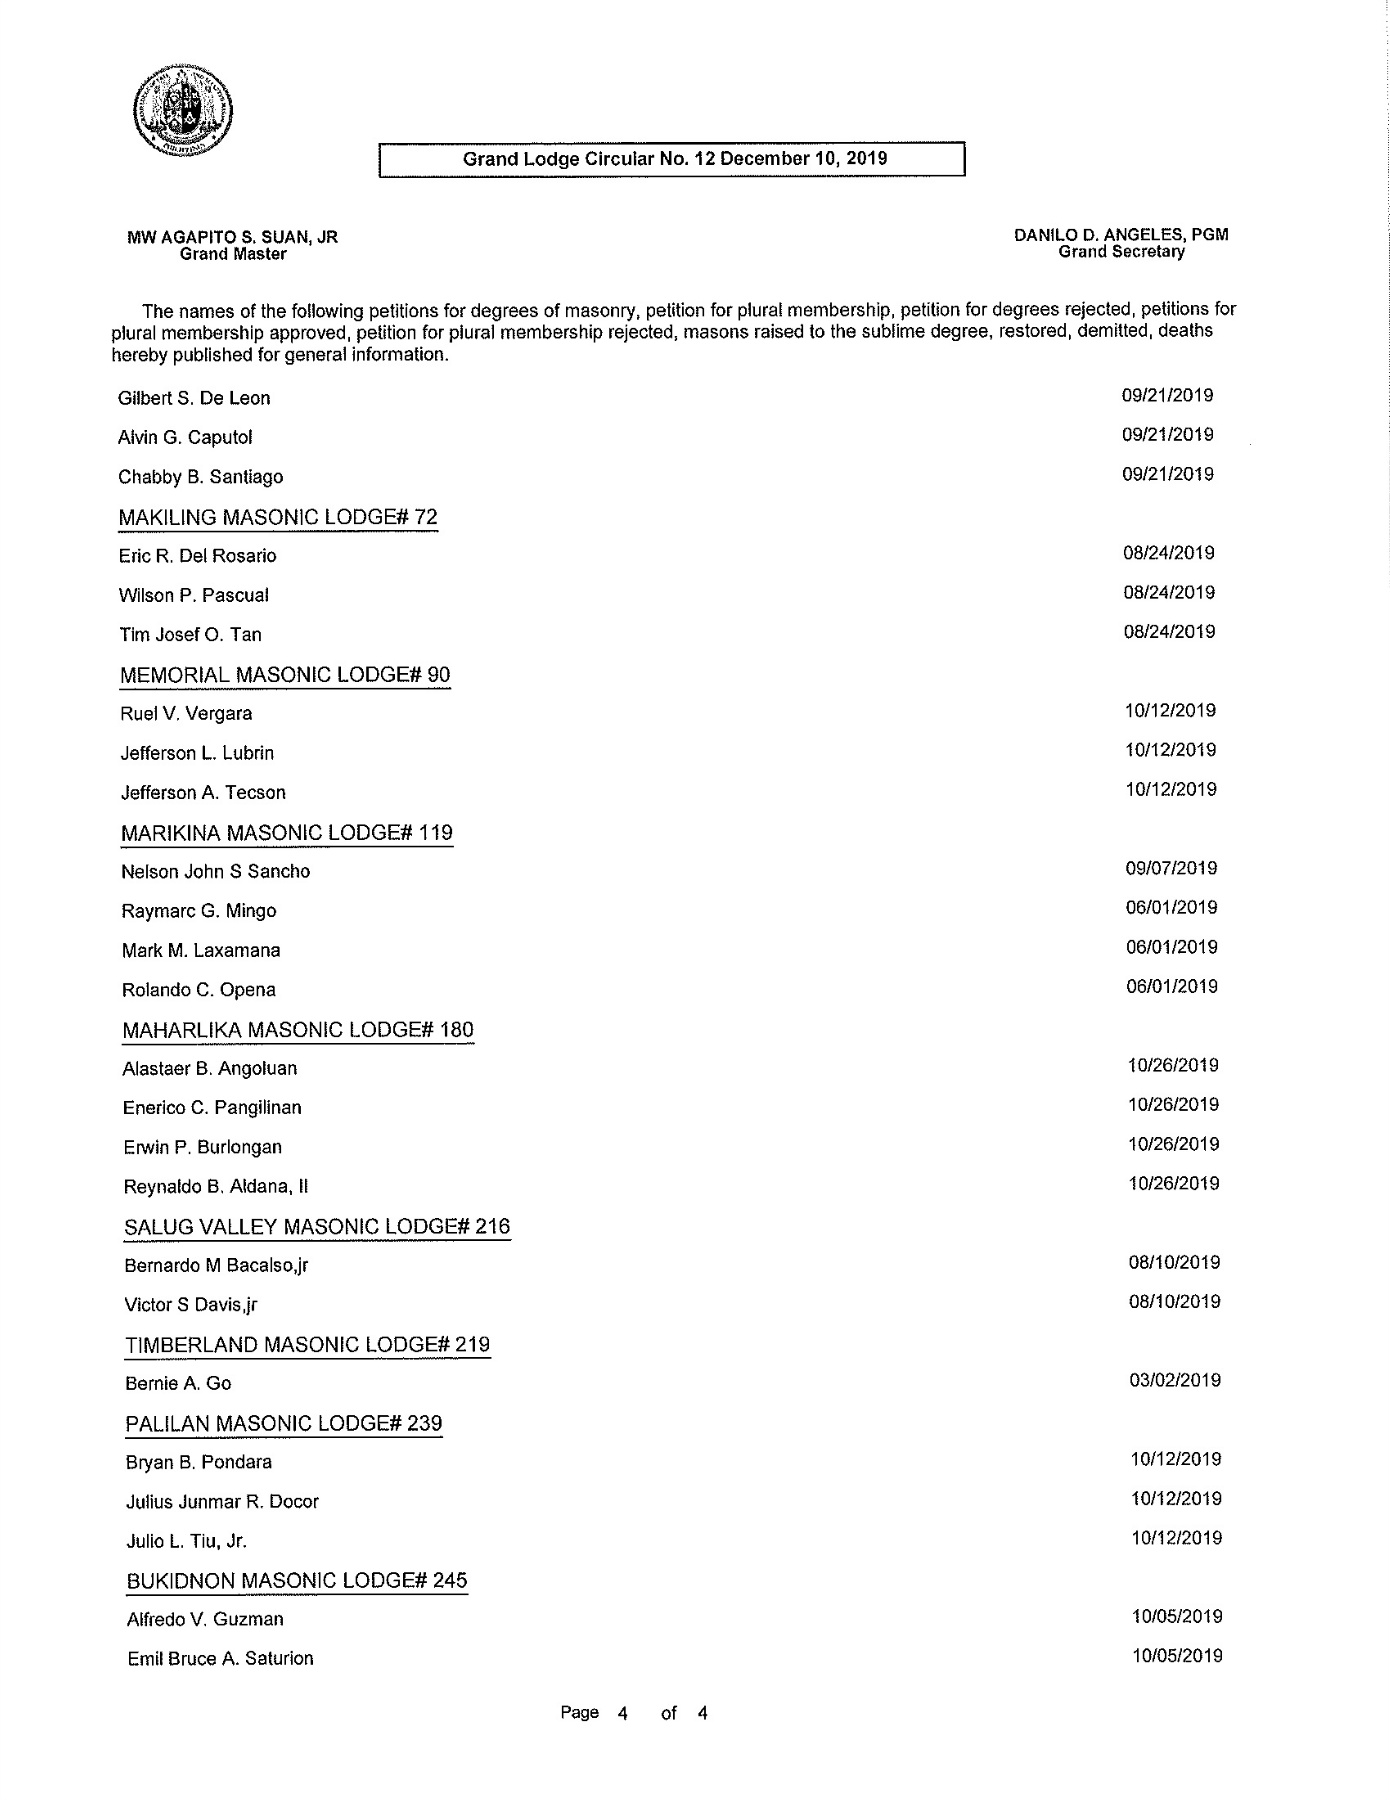 Grand Lodge Circular No. 12 December 10, 2019
MW AGAPITO S. SUAN, JR
Grand Master
DANILO D. ANGELES, PGM
Grand Secretary
The names of the following petitions for degrees of masonry, petition for plural membership, petition for degrees rejected, petitions for
plural membership approved, petition for plural membership rejected, masons raised to the sublime degree, restored, demitted, deaths
hereby published for general information.
Gilbert S. De Leon 09/21/2019
Alvin G. Caputol 09/21/2019
Chabby B. Santiago 09/21/2019
MAKILING MASONIC LODGE# 72
Eric R. Del Rosario 08/24/2019
Wilson P. Pascual 08/24/2019
Tim Josef O. Tan 08/24/2019
MEMORIAL MASONIC LODGE# 90
Ruel V. Vergara 10/12/2019
Jefferson L. Lubrin 10/12/2019
Jefferson A. Tecson 10/12/2019
MARIKINA MASONIC LODGE# 119
Nelson John S Sancho 09/07/2019
Raymarc G. Mingo 06/01/2019
Mark M. Laxamana 06/01/2019
Rolando C. Opena 06/01/2019
MAHARLIKA MASONIC LODGE# 180
Alastaer B. Angoluan 10/26/2019
Enerico C. Pangilinan 10/26/2019
Erwin P. Burlongan 10/26/2019
Reynaldo B. Aldana, II 10/26/2019
SALUG VALLEY MASONIC LODGE# 216
Bernardo M Bacalso,jr 08/10/2019
Victor S Davis,jr 08/10/2019
TIMBERLAND MASONIC LODGE# 219
Bernie A. Go 03/02/2019
PALILAN MASONIC LODGE# 239
Bryan B. Pondara 10/12/2019
Julius Junmar R. Docor 10/12/2019
Julio L. Tiu, Jr. 10/12/2019
BUKIDNON MASONIC LODGE# 245
Alfredo V. Guzman 10/05/2019
Emil Bruce A. Saturion 10/05/2019
Page 4 of 4